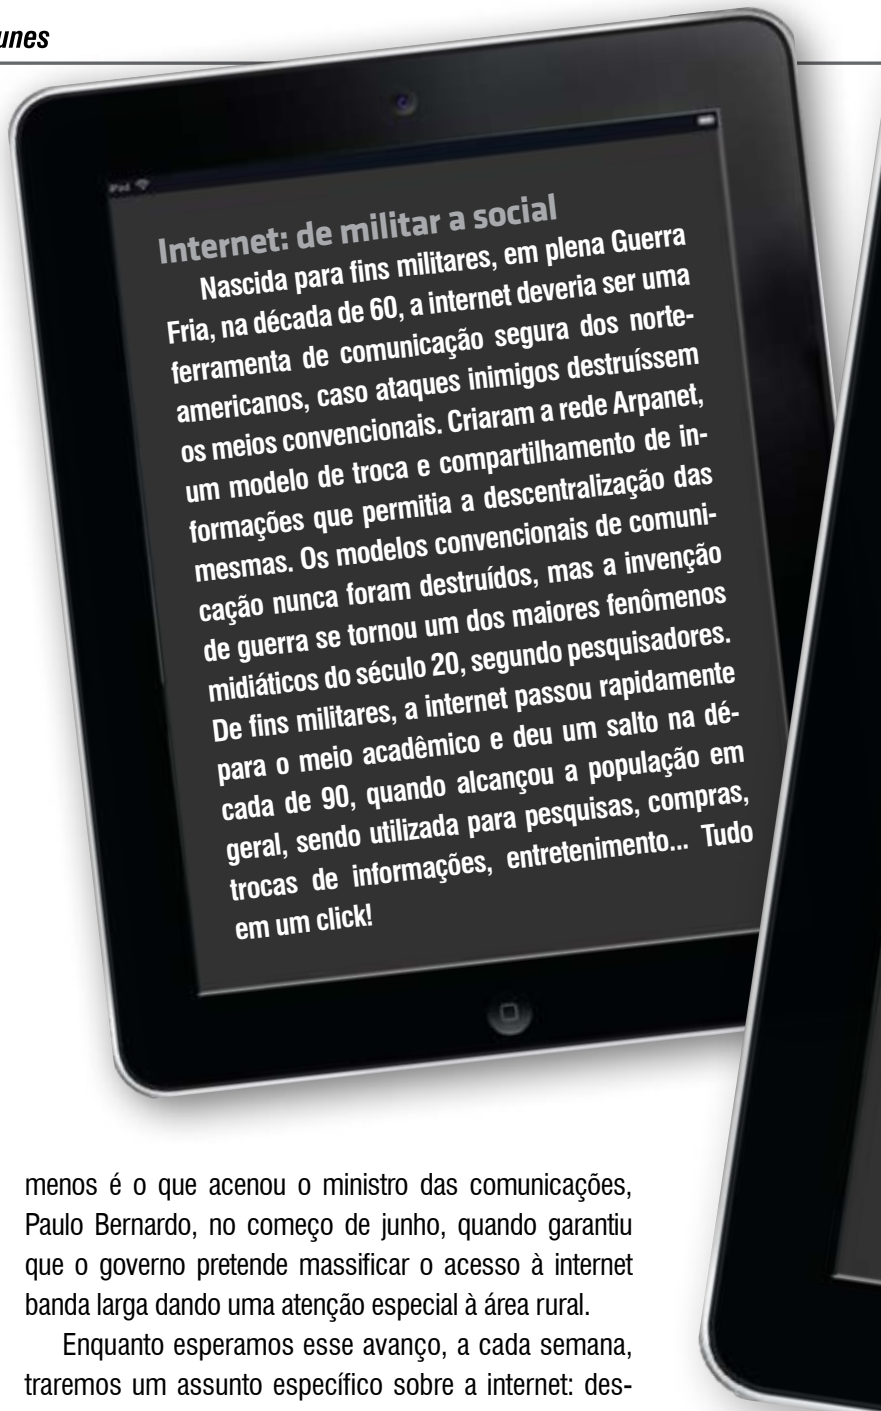 unes
iPad
Internet: de militar a social
Nascida para fins militares, em plena Guerra
Fria, na década de 60, a internet deveria ser uma
ferramenta de comunicação segura dos norte-
americanos, caso ataques inimigos destruíssem
os meios convencionais. Criaram a rede Arpanet,
um modelo de troca e compartilhamento de in-
formações que permitia a descentralização das
mesmas. Os modelos convencionais de comuni-
cação nunca foram destruídos, mas a invenção
de guerra se tornou um dos maiores fenômenos
midiáticos do século 20, segundo pesquisadores.
De fins militares, a internet passou rapidamente
para o meio acadêmico e deu um salto na dé-
cada de 90, quando alcançou a população em
geral, sendo utilizada para pesquisas, compras,
trocas de informações, entretenimento... Tudo
em um click!
menos é o que acenou o ministro das comunicações,
Paulo Bernardo, no começo de junho, quando garantiu
que o governo pretende massificar o acesso à internet
banda larga dando uma atenção especial à área rural.
Enquanto esperamos esse avanço, a cada semana,
traremos um assunto específico sobre a internet: des-